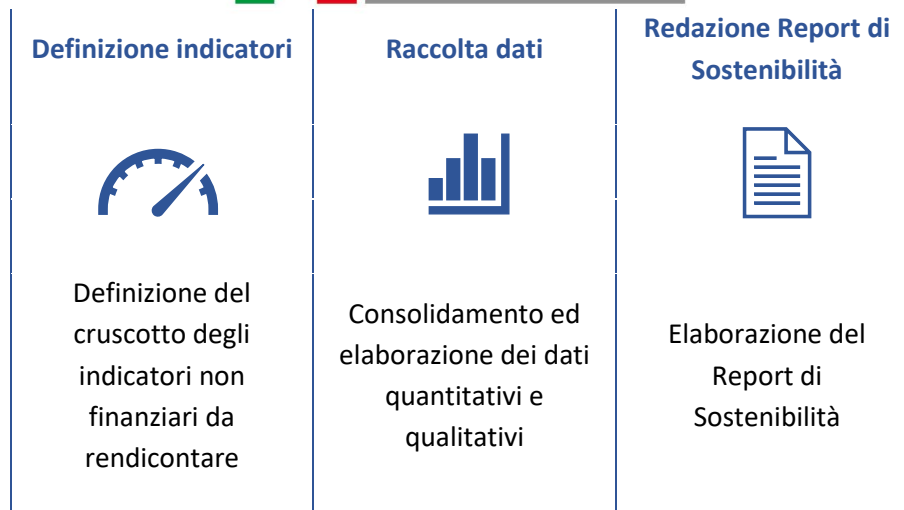 Definizione indicatori
Definizione del
cruscotto degli
indicatori non
finanziari da
rendicontare
Raccolta dati
Consolidamento ed
elaborazione dei dati
quantitativi e
qualitativi
Redazione Report di
Sostenibilità
Elaborazione del
Report di
Sostenibilità